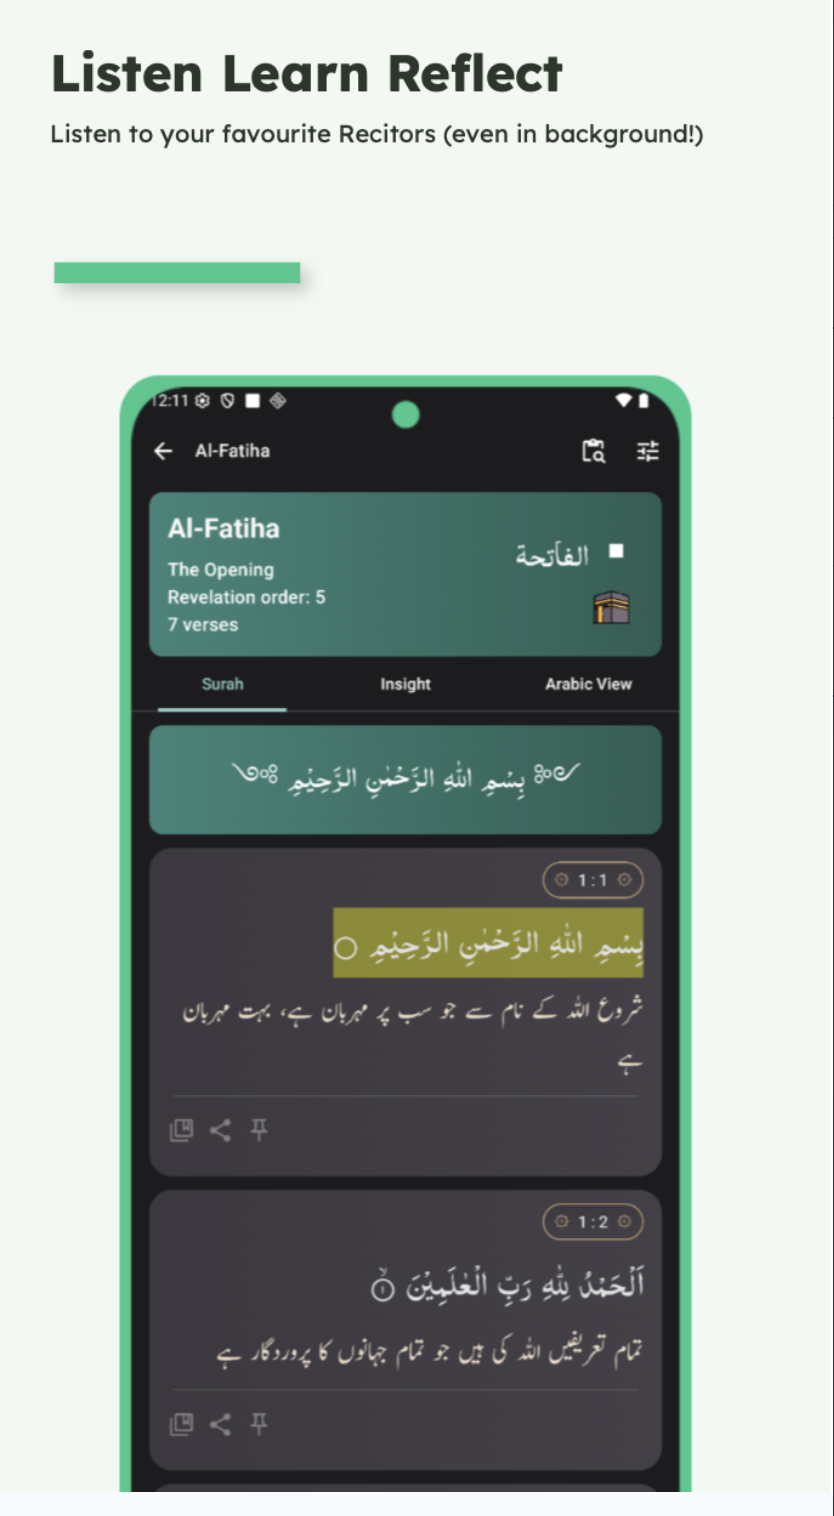 Listen Learn Reflect
Listen to your favourite Recitors (even in background!)
12:11
Al-Fatiha
Al-Fatiha
The Opening
Revelation order: 5
7 verses
الفاتحة
Surah
Insight
Arabic View
بِسْمِ اللّٰهِ الرَّحْمٰنِ الرَّحِيْمِ
1:1
بِسْمِ اللّٰهِ الرَّحْمٰنِ الرَّحِيْمِ ۝
شروع الله کے نام سے جو سب پر مہربان ہے، بہت مہربان
ہے
1:2
اَلْحَمْدُ لِلّٰهِ رَبِّ الْعٰلَمِيْنَ ۙ۝۱
تمام تعریفیں الله کی ہیں جو تمام جہانوں کا پروردگار ہے